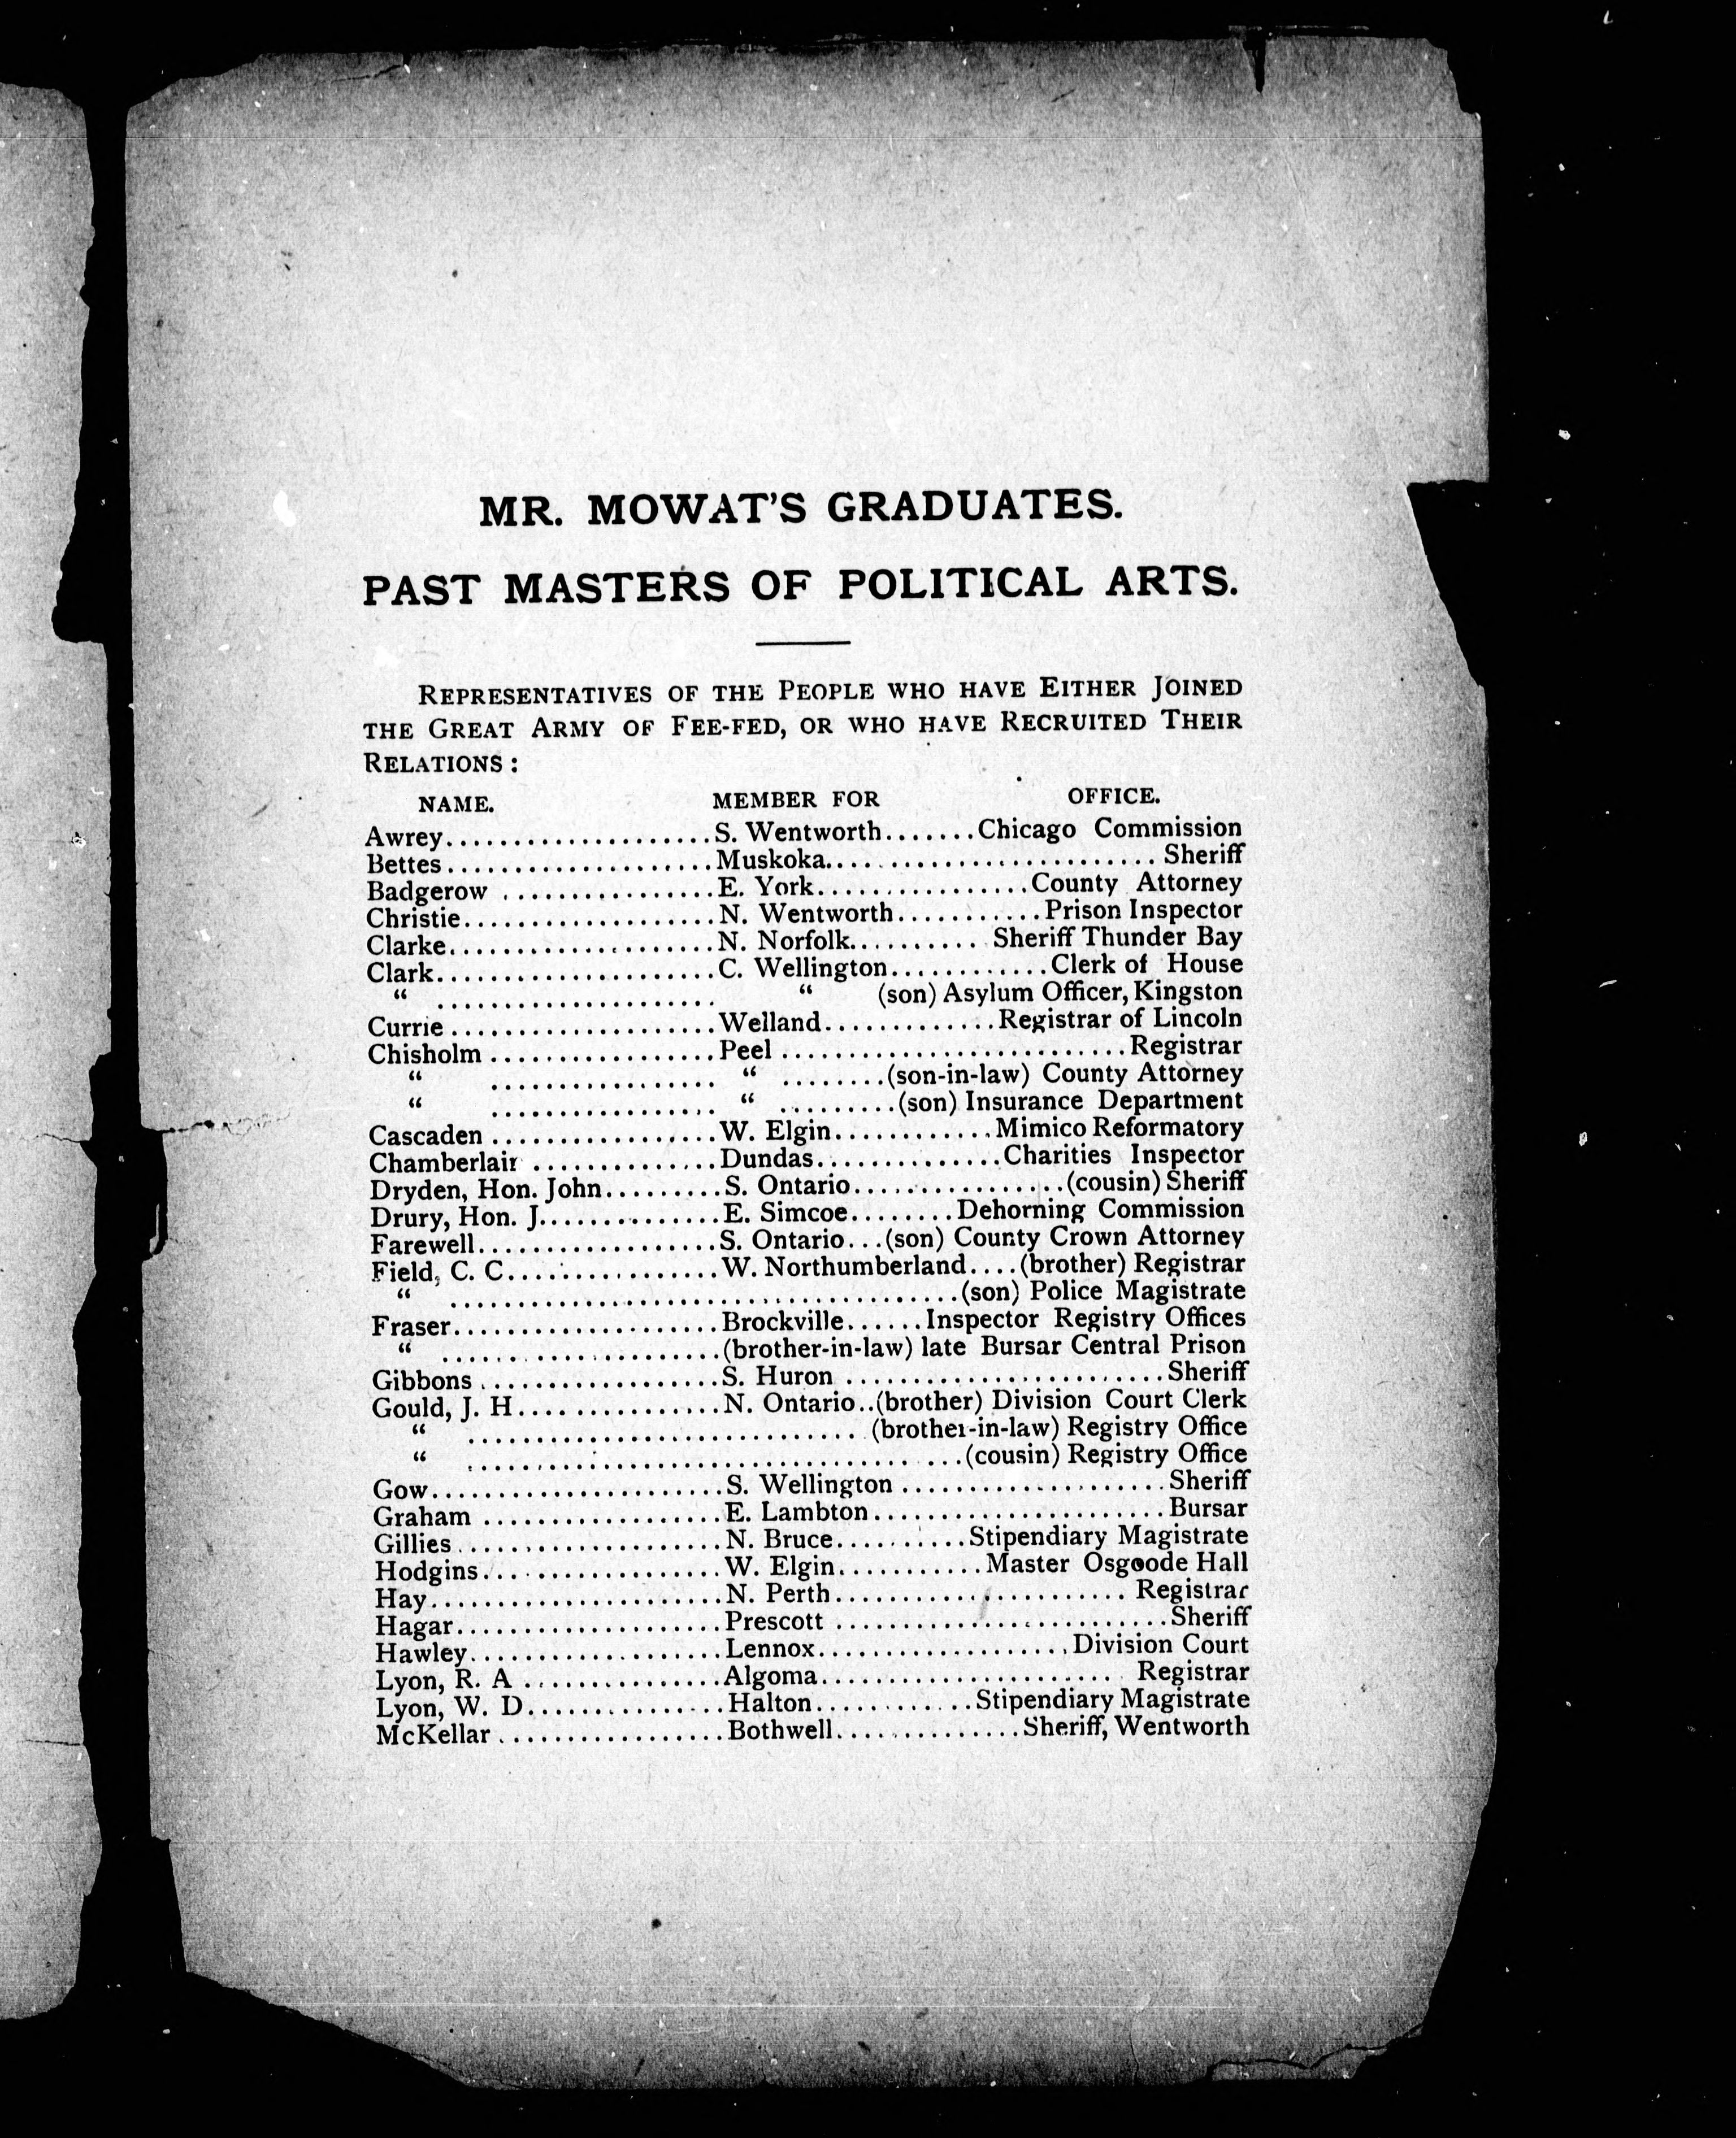 MR. MOWAT'S GRADUATES.
PAST MASTERS OF POLITICAL ARTS.
REPRESENTATIVES OF THE PEOPLE WHO HAVE EITHER JOINED
THE GREAT ARMY OF FEE-FED, OR WHO HAVE RECRUITED THEIR
RELATIONS:
NAME. MEMBER FOR OFFICE.
Awrey....................S. Wentworth.......Chicago Commission
Bettes....................Muskoka.........................Sheriff
Badgerow ................E. York................County Attorney
Christie...................N. Wentworth...........Prison Inspector
Clarke....................N. Norfolk.......... Sheriff Thunder Bay
Clark.....................C. Wellington............Clerk of House
“ ..................... “ (son) Asylum Officer, Kingston
Currie....................Welland.............Registrar of Lincoln
Chisholm.................Peel..........................Registrar
“ ................. “ ........(son-in-law) County Attorney
“ ................. “ .........(son) Insurance Department
Cascaden.................W. Elgin............Mimico Reformatory
Chamberlair ..............Dundas..............Charities Inspector
Dryden, Hon. John.........S. Ontario................(cousin) Sheriff
Drury, Hon. J..............E. Simcoe........Dehorning Commission
Farewell..................S. Ontario...(son) County Crown Attorney
Field, C. C................W. Northumberland....(brother) Registrar
“ ......................................(son) Police Magistrate
Fraser....................Brockville......Inspector Registry Offices
“ .....................(brother-in-law) late Bursar Central Prison
Gibbons..................S. Huron ........................Sheriff
Gould, J. H...............N. Ontario..(brother) Division Court Clerk
“ .............................(brother-in-law) Registry Office
“ ....................................(cousin) Registry Office
Gow......................S. Wellington ....................Sheriff
Graham ..................E. Lambton......................Bursar
Gillies....................N. Bruce..........Stipendiary Magistrate
Hodgins..................W. Elgin...........Master Osgoode Hall
Hay......................N. Perth...................... Registrar
Hagar....................Prescott .........................Sheriff
Hawley...................Lennox...................Division Court
Lyon, R. A ...............Algoma...................... Registrar
Lyon, W. D...............Halton............Stipendiary Magistrate
McKellar.................Bothwell..............Sheriff, Wentworth